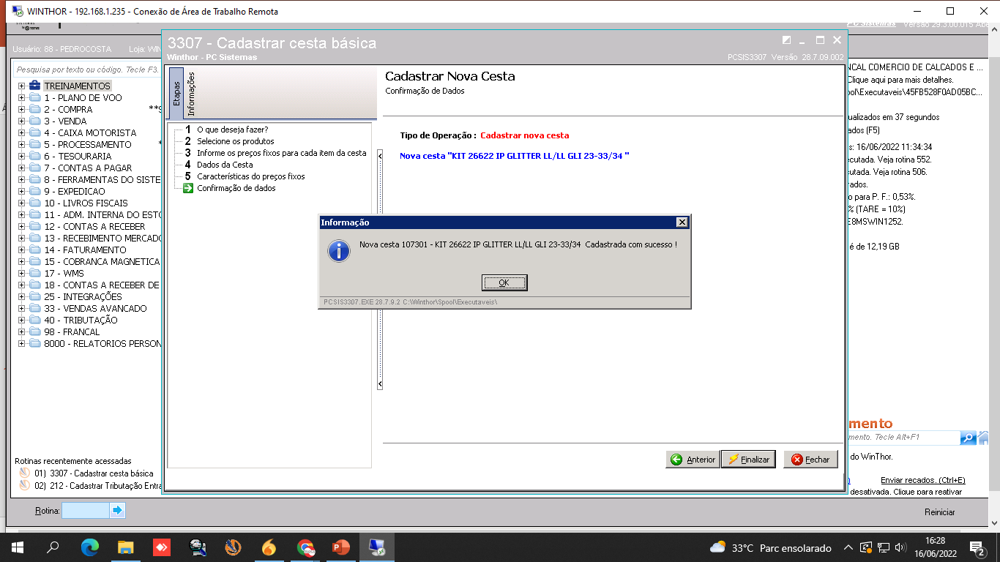 WINTHOR - 192.168.1.235 - Conexão de Área de Trabalho Remota
PC Sistemas
Versão 29.3.00.015
Usuário: 88 - PEDROCOSTA
Loja: WIN
3307 - Cadastrar cesta básica
Winthor - PC Sistemas
PCSIS3307 Versão 28.7.09.002
Pesquisa por texto ou código. Tecle F3.
TREINAMENTOS
1 - PLANO DE VOO
2 - COMPRA
3 - VENDA
4 - CAIXA MOTORISTA
5 - PROCESSAMENTO
6 - TESOURARIA
7 - CONTAS A PAGAR
8 - FERRAMENTAS DO SISTE
9 - EXPEDICAO
10 - LIVROS FISCAIS
11 - ADM. INTERNA DO ESTO
12 - CONTAS A RECEBER
13 - RECEBIMENTO MERCADO
14 - FATURAMENTO
15 - COBRANCA MAGNETICA
17 - WMS
18 - CONTAS A RECEBER DE
25 - INTEGRAÇÕES
33 - VENDAS AVANCADO
40 - TRIBUTAÇÃO
98 - FRANCAL
8000 - RELATORIOS PERSON
Rotinas recentemente acessadas
01) 3307 - Cadastrar cesta básica
02) 212 - Cadastrar Tributação Entra
Rotina:
Etapas
Informações
1 O que deseja fazer?
2 Selecione os produtos
3 Informe os preços fixos para cada item da cesta
4 Dados da Cesta
5 Características do preços fixos
Confirmação de dados
Cadastrar Nova Cesta
Confirmação de Dados
Tipo de Operação : Cadastrar nova cesta
Nova cesta "KIT 26622 IP GLITTER LL/LL GLI 23-33/34 "
Informação
Nova cesta 107301 - KIT 26622 IP GLITTER LL/LL GLI 23-33/34 Cadastrada com sucesso !
OK
PCSIS3307.EXE 28.7.9.2 C:\Winthor\Spool\Executaveis\
Anterior
Finalizar
Fechar
NCAL COMERCIO DE CALCADOS E ...
Clique aqui para mais detalhes.
ool\Executaveis\45FB528F0AD05BC...
ualizados em 37 segundos
ados (F5)
s: 16/06/2022 11:34:34
ecutada. Veja rotina 552.
cutada. Veja rotina 506.
rados.
o para P. F.: 0,53%.
% (TARE = 10%)
E8MSWIN1252.
é de 12,19 GB
mento
mento. Tecle Alt+F1
do WinThor.
Enviar recados. (Ctrl+E)
desativada. Clique para reativar
Reiniciar
33°C Parc ensolarado
16:28
16/06/2022
2